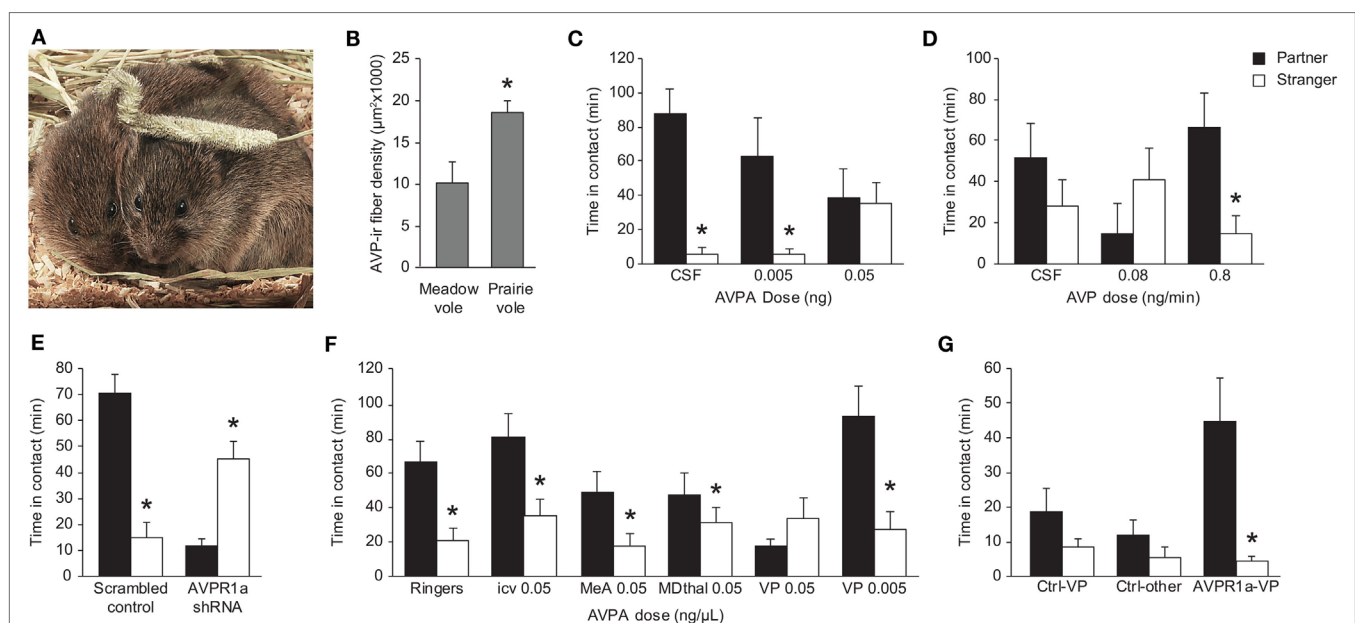 A
B
AVP-ir fiber density (µm²x1000)
25
20
15
10
5
0
*
Meadow vole
Prairie vole
C
Time in contact (min)
120
100
80
60
40
20
0
* *
CSF 0.005 0.05
AVPA Dose (ng)
D
Time in contact (min)
100
80
60
40
20
0
*
CSF 0.08 0.8
AVP dose (ng/min)
Partner
Stranger
E
Time in contact (min)
80
70
60
50
40
30
20
10
0
* *
Scrambled control
AVPR1a shRNA
F
Time in contact (min)
120
100
80
60
40
20
0
* * * * *
Ringers icv 0.05 MeA 0.05 MDthal 0.05 VP 0.05 VP 0.005
AVPA dose (ng/µL)
G
Time in contact (min)
60
50
40
30
20
10
0
*
Ctrl-VP Ctrl-other AVPR1a-VP